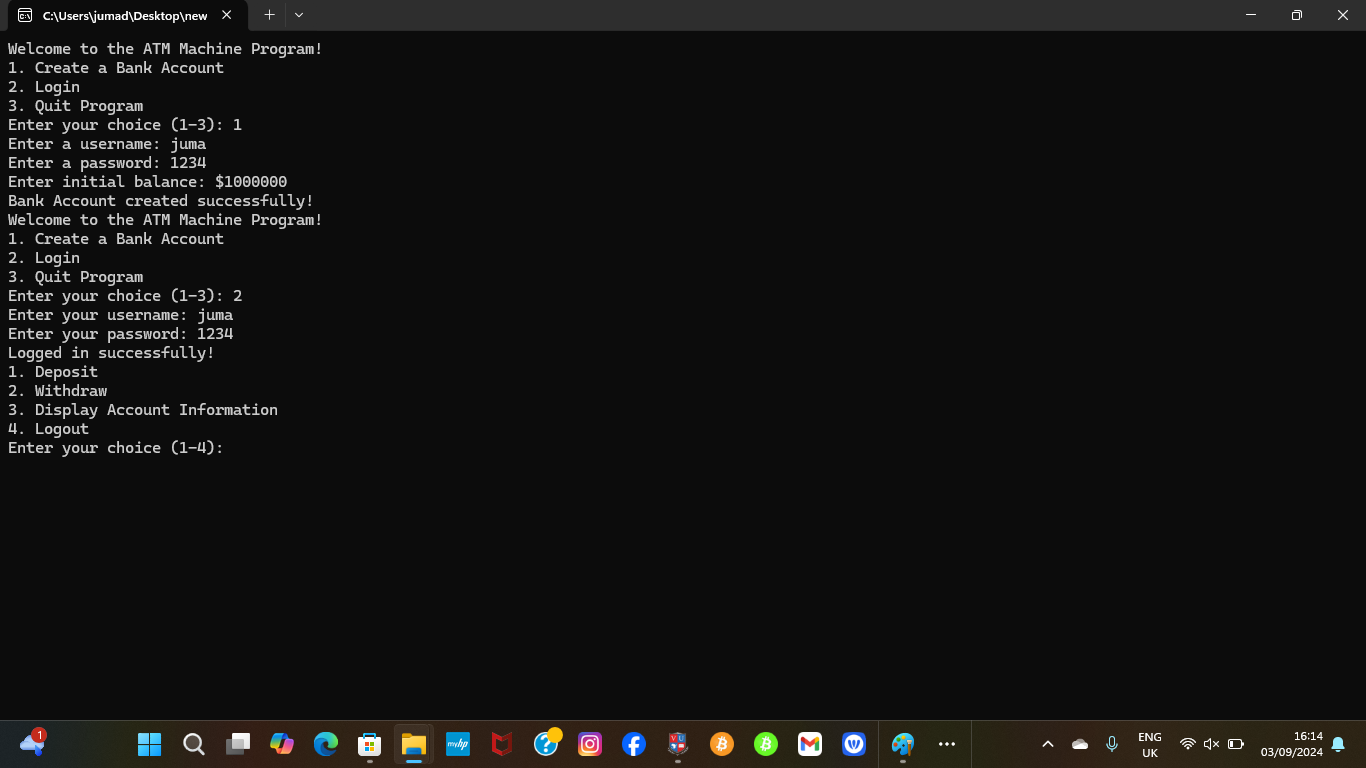 C:\Users\jumad\Desktop\new
Welcome to the ATM Machine Program!
1. Create a Bank Account
2. Login
3. Quit Program
Enter your choice (1-3): 1
Enter a username: juma
Enter a password: 1234
Enter initial balance: $1000000
Bank Account created successfully!
Welcome to the ATM Machine Program!
1. Create a Bank Account
2. Login
3. Quit Program
Enter your choice (1-3): 2
Enter your username: juma
Enter your password: 1234
Logged in successfully!
1. Deposit
2. Withdraw
3. Display Account Information
4. Logout
Enter your choice (1-4):
1
myhp
ENG
UK
16:14
03/09/2024